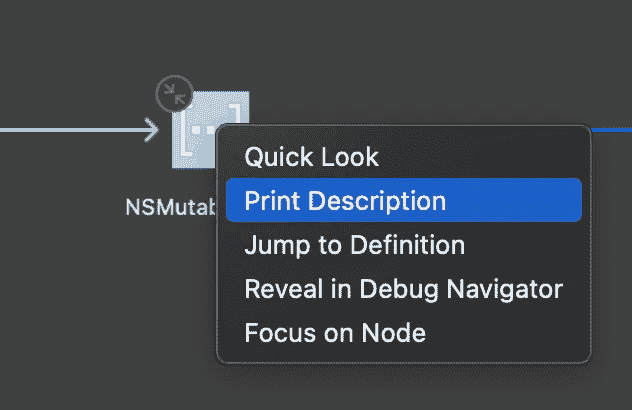 Quick Look
Print Description
NSMutab
Jump to Definition
Reveal in Debug Navigator
Focus on Node